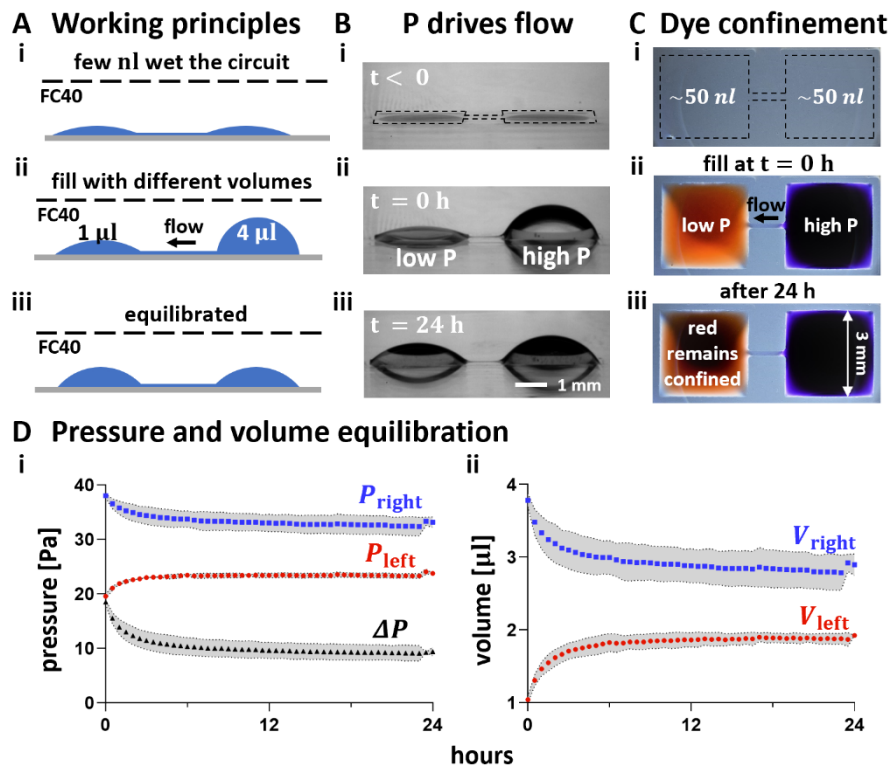 A Working principles
i
few nl wet the circuit
FC40
ii
fill with different volumes
FC40
1 μl
flow
4 μl
iii
equilibrated
FC40
B P drives flow
i
t < 0
ii
t = 0 h
low P
high P
iii
t = 24 h
1 mm
C Dye confinement
i
~50 nl
~50 nl
ii
fill at t = 0 h
flow
low P
high P
iii
after 24 h
red
remains
confined
3 mm
D Pressure and volume equilibration
i
pressure [Pa]
40
30
20
10
0
P right
P left
ΔP
0
12
24
ii
volume [μl]
4
3
2
1
V right
V left
0
12
24
hours